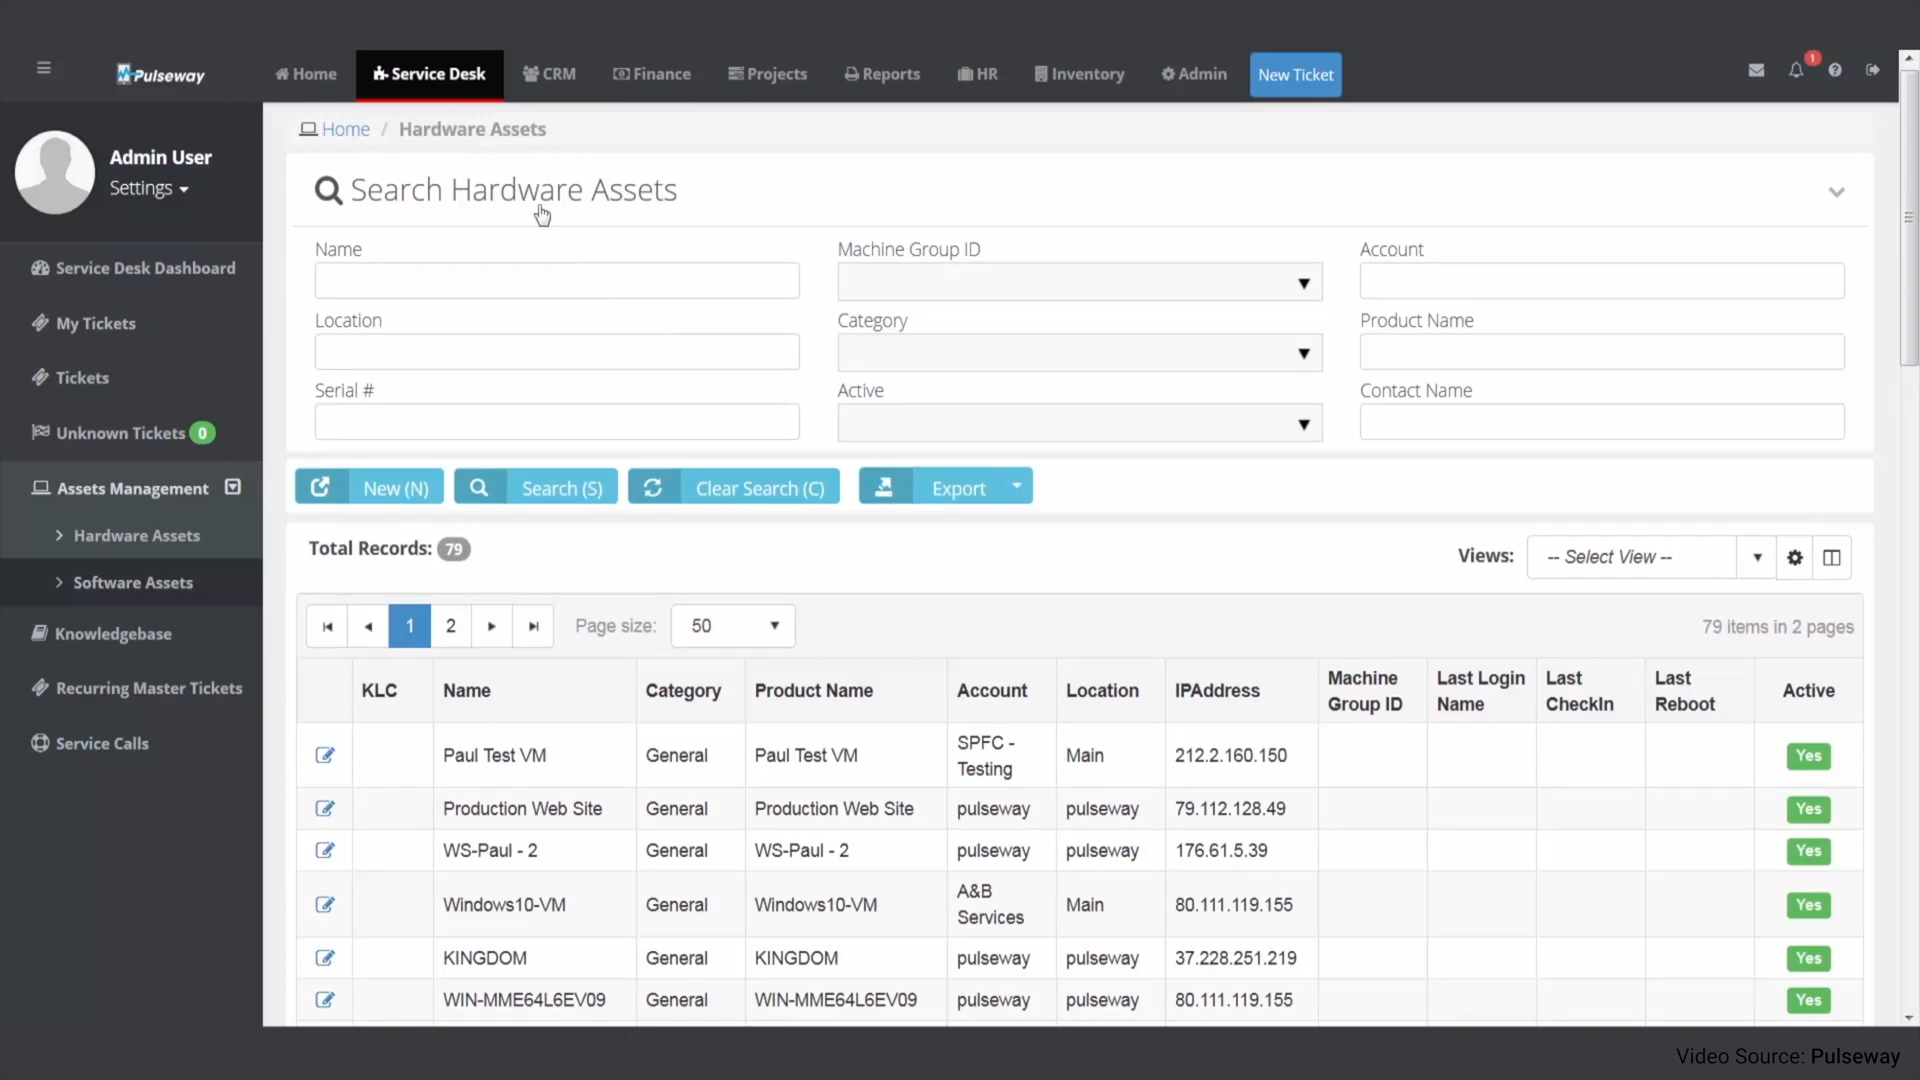 Pulseway
Home
Service Desk
CRM
Finance
Projects
Reports
HR
Inventory
Admin
New Ticket
1
Admin User
Settings
Service Desk Dashboard
My Tickets
Tickets
Unknown Tickets 0
Assets Management
Hardware Assets
Software Assets
Knowledgebase
Recurring Master Tickets
Service Calls
Home / Hardware Assets
Search Hardware Assets
Name
Machine Group ID
Account
Location
Category
Product Name
Serial #
Active
Contact Name
New (N)
Search (S)
Clear Search (C)
Export
Total Records: 79
Views: -- Select View --
1 2 Page size: 50
79 items in 2 pages
KLC Name Category Product Name Account Location IPAddress Machine Group ID Last Login Name Last CheckIn Last Reboot Active
Paul Test VM General Paul Test VM SPFC - Testing Main 212.2.160.150 Yes
Production Web Site General Production Web Site pulseway pulseway 79.112.128.49 Yes
WS-Paul - 2 General WS-Paul - 2 pulseway pulseway 176.61.5.39 Yes
Windows10-VM General Windows10-VM A&B Services Main 80.111.119.155 Yes
KINGDOM General KINGDOM pulseway pulseway 37.228.251.219 Yes
WIN-MME64L6EV09 General WIN-MME64L6EV09 pulseway pulseway 80.111.119.155 Yes
Video Source: Pulseway